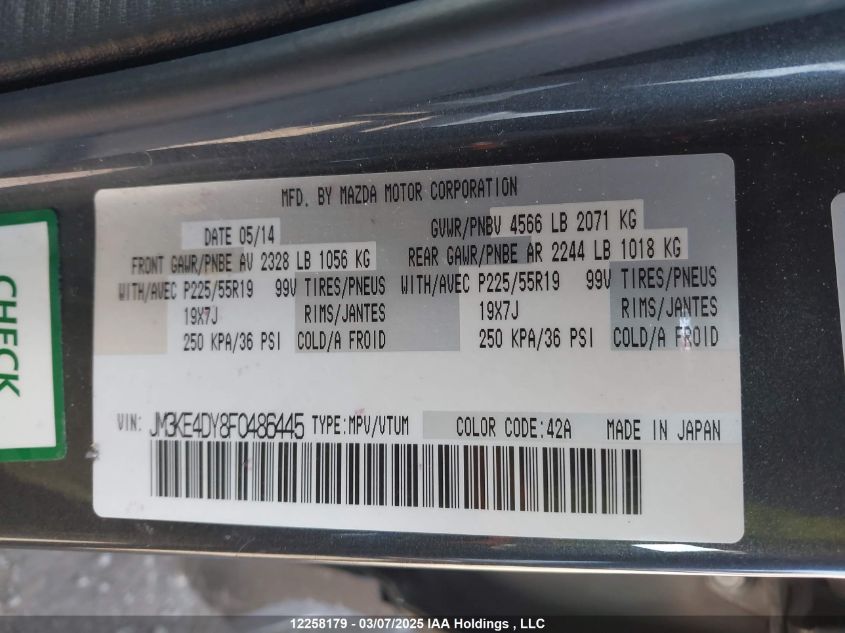 MFD. BY MAZDA MOTOR CORPORATION
DATE 05/14 GVWR/PNBV 4566 LB 2071 KG
FRONT GAWR/PNBE AV 2328 LB 1056 KG REAR GAWR/PNBE AR 2244 LB 1018 KG
WITH/AVEC P225/55R19 99V TIRES/PNEUS WITH/AVEC P225/55R19 99V TIRES/PNEUS
19X7J RIMS/JANTES 19X7J RIMS/JANTES
250 KPA/36 PSI COLD/A FROID 250 KPA/36 PSI COLD/A FROID
VIN: JM3KE4DY8F0486445 TYPE:MPV/VTUM COLOR CODE:42A MADE IN JAPAN
CHECK
12258179 - 03/07/2025 IAA Holdings , LLC